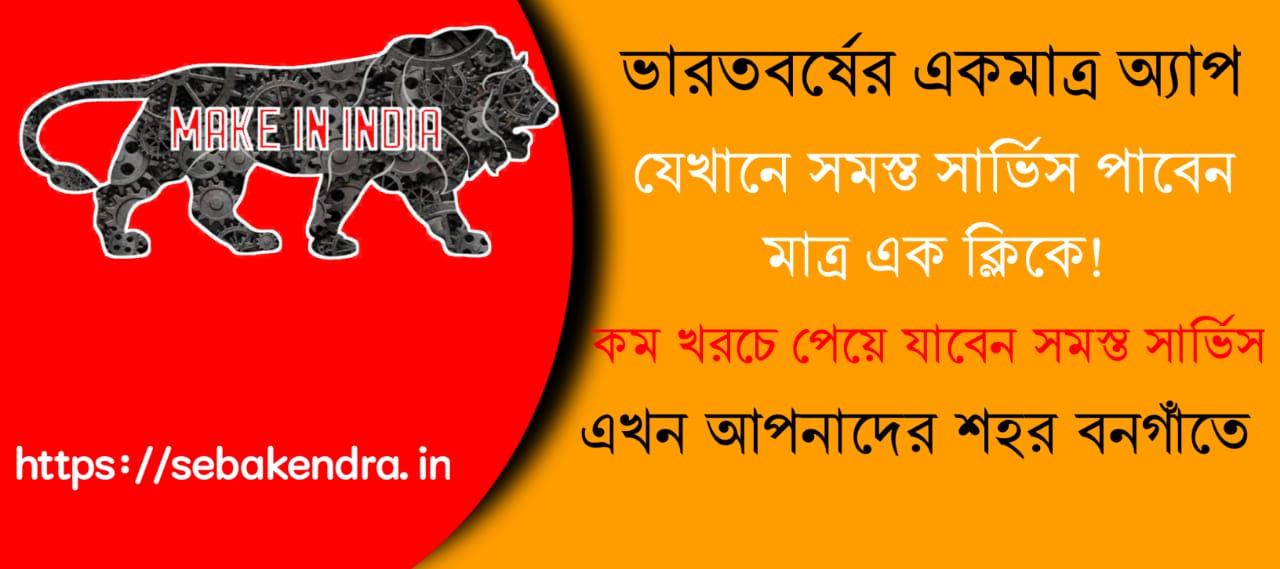 MAKE IN INDIA
https://sebakendra.in
ভারতবর্ষের একমাত্র অ্যাপ
যেখানে সমস্ত সার্ভিস পাবেন
মাত্র এক ক্লিকে!
কম খরচে পেয়ে যাবেন সমস্ত সার্ভিস
এখন আপনাদের শহর বনগাঁতে